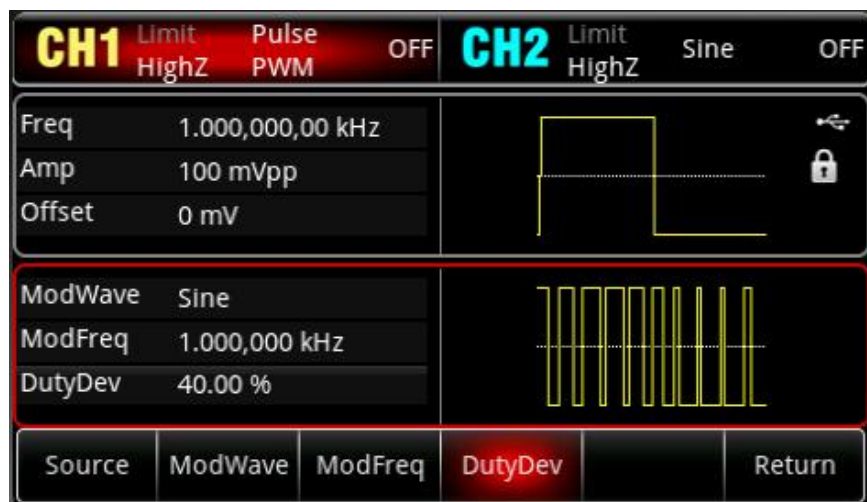 CH1 Limit Pulse OFF CH2 Limit Sine OFF
HighZ PWM HighZ
Freq 1.000,000,00 kHz
Amp 100 mVpp
Offset 0 mV
ModWave Sine
ModFreq 1.000,000 kHz
DutyDev 40.00 %
Source ModWave ModFreq DutyDev Return